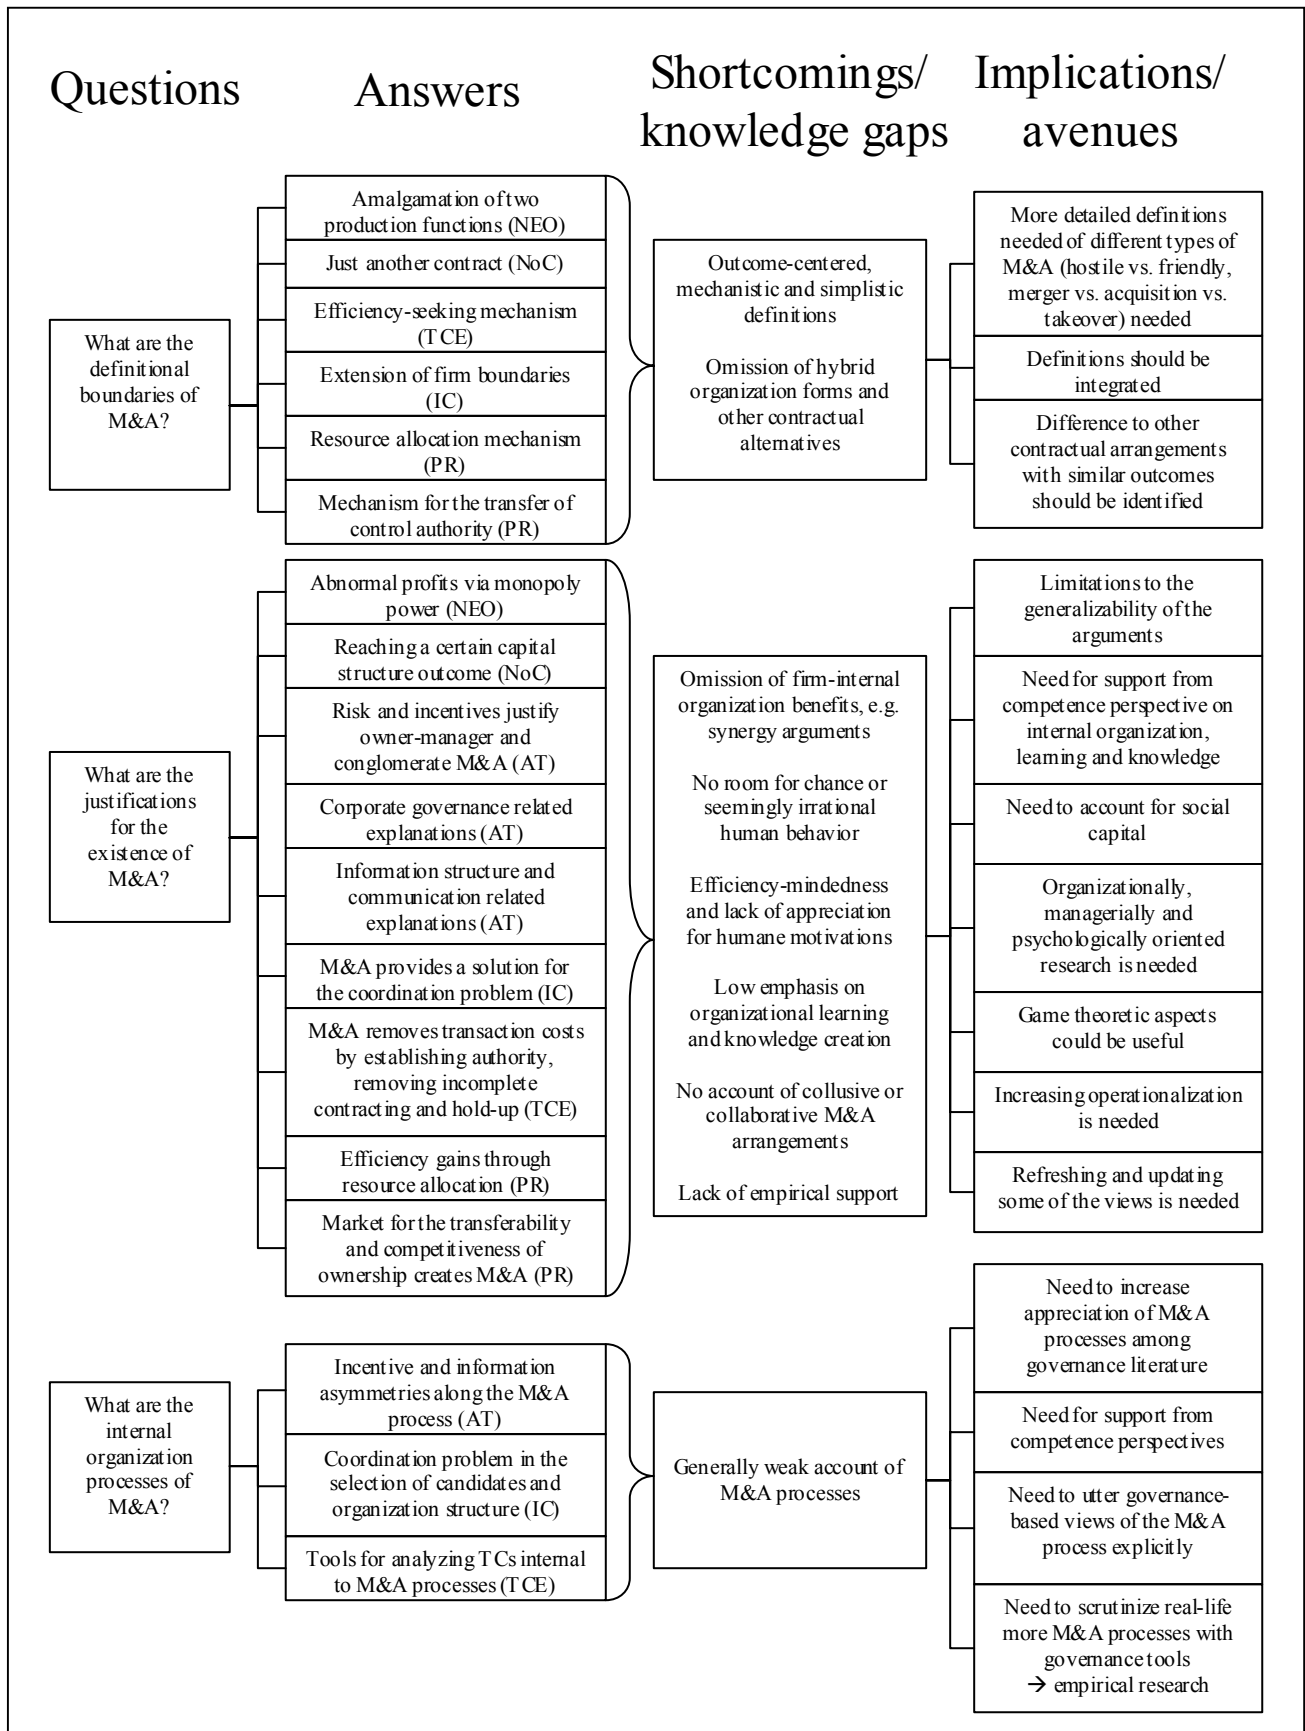 Questions
Answers
Shortcomings/
knowledge gaps
Implications/
avenues
What are the
definitional
boundaries of
M&A?
Amalgamation of two
production functions (NEO)
Just another contract (NoC)
Efficiency-seeking mechanism
(TCE)
Extension of firm boundaries
(IC)
Resource allocation mechanism
(PR)
Mechanism for the transfer of
control authority (PR)
Outcome-centered,
mechanistic and simplistic
definitions
Omission of hybrid
organization forms and
other contractual
alternatives
More detailed definitions
needed of different types of
M&A (hostile vs. friendly,
merger vs. acquisition vs.
takeover) needed
Definitions should be
integrated
Difference to other
contractual arrangements
with similar outcomes
should be identified
What are the
justifications
for the
existence of
M&A?
Abnormal profits via monopoly
power (NEO)
Reaching a certain capital
structure outcome (NoC)
Risk and incentives justify
owner-manager and
conglomerate M&A (AT)
Corporate governance related
explanations (AT)
Information structure and
communication related
explanations (AT)
M&A provides a solution for
the coordination problem (IC)
M&A removes transaction costs
by establishing authority,
removing incomplete
contracting and hold-up (TCE)
Efficiency gains through
resource allocation (PR)
Market for the transferability
and competitiveness of
ownership creates M&A (PR)
Omission of firm-internal
organization benefits, e.g.
synergy arguments
No room for chance or
seemingly irrational
human behavior
Efficiency-mindedness
and lack of appreciation
for humane motivations
Low emphasis on
organizational learning
and knowledge creation
No account of collusive or
collaborative M&A
arrangements
Lack of empirical support
Limitations to the
generalizability of the
arguments
Need for support from
competence perspective on
internal organization,
learning and knowledge
Need to account for social
capital
Organizationally,
managerially and
psychologically oriented
research is needed
Game theoretic aspects
could be useful
Increasing operationalization
is needed
Refreshing and updating
some of the views is needed
What are the
internal
organization
processes of
M&A?
Incentive and information
asymmetries along the M&A
process (AT)
Coordination problem in the
selection of candidates and
organization structure (IC)
Tools for analyzing TCs internal
to M&A processes (TCE)
Generally weak account of
M&A processes
Need to increase
appreciation of M&A
processes among
governance literature
Need for support from
competence perspectives
Need to utter governance-
based views of the M&A
process explicitly
Need to scrutinize real-life
more M&A processes with
governance tools
→ empirical research